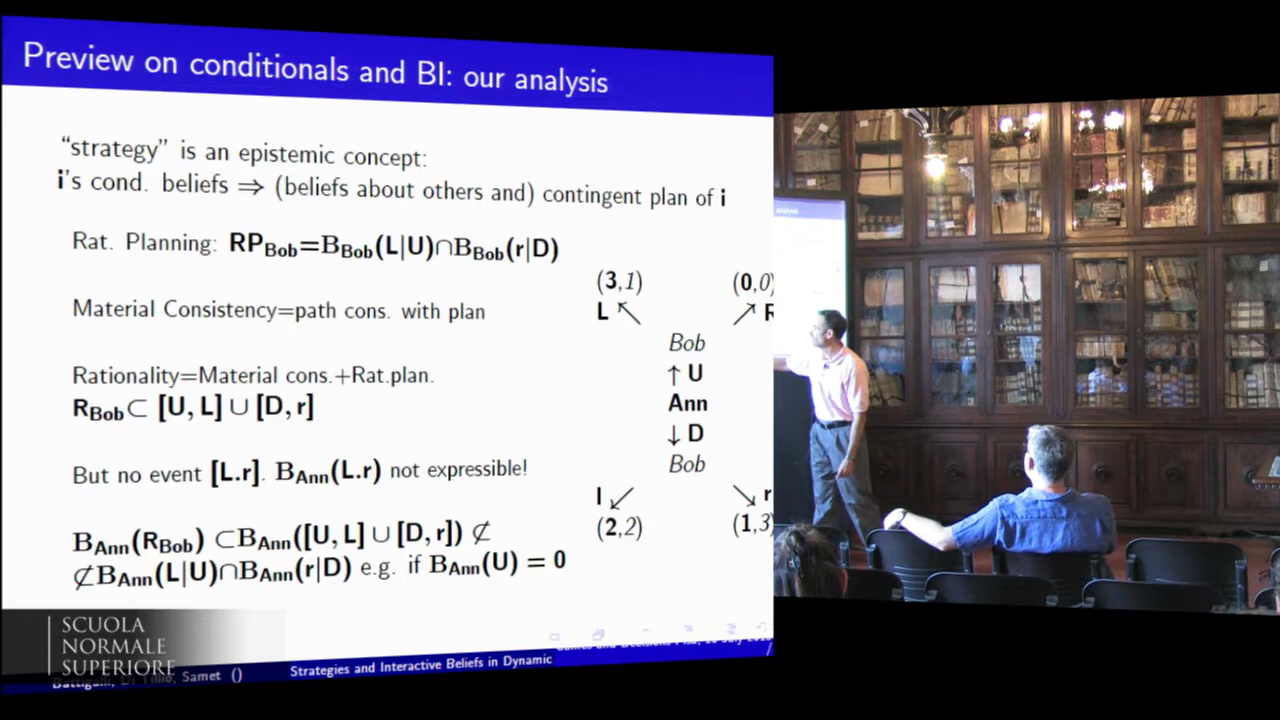 Preview on conditionals and BI: our analysis
“strategy” is an epistemic concept:
i's cond. beliefs ⇒ (beliefs about others and) contingent plan of i
Rat. Planning: RP_Bob=B_Bob(L|U)∩B_Bob(r|D)
(3,1) (0,0)
Material Consistency=path cons. with plan
L ↖ ↗ R
Bob
Rationality=Material cons.+Rat.plan.
↑ U
R_Bob⊂ [U, L] ∪ [D, r]
Ann
↓ D
But no event [L.r]. B_Ann(L.r) not expressible!
Bob
l ↙ ↘ r
(2,2) (1,3)
B_Ann(R_Bob) ⊂B_Ann([U, L] ∪ [D, r]) ⊄
⊄B_Ann(L|U)∩B_Ann(r|D) e.g. if B_Ann(U) = 0
SCUOLA
NORMALE
SUPERIORE
Samet ()
Strategies and Interactive Beliefs in Dynamic
analysis